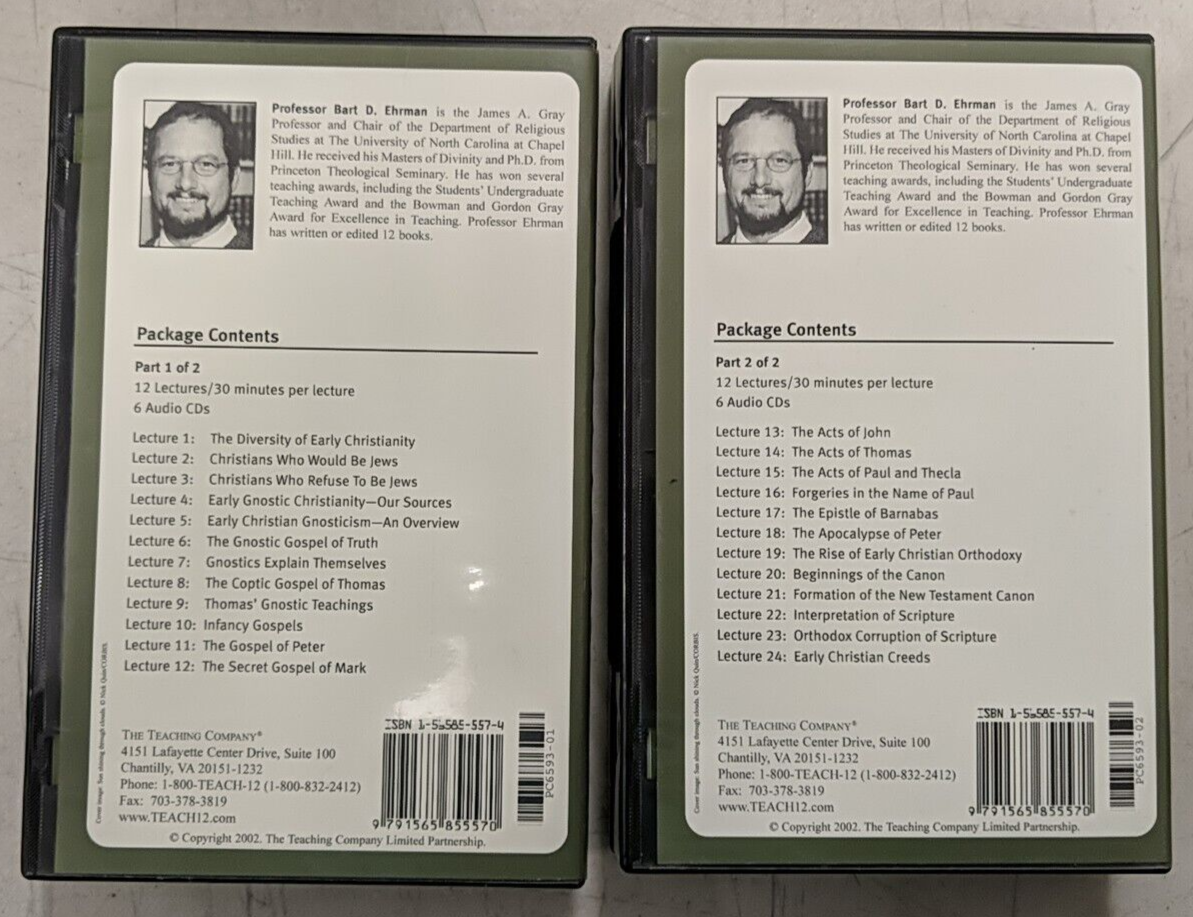 Professor Bart D. Ehrman is the James A. Gray
Professor and Chair of the Department of Religious
Studies at The University of North Carolina at Chapel
Hill. He received his Masters of Divinity and Ph.D. from
Princeton Theological Seminary. He has won several
teaching awards, including the Students' Undergraduate
Teaching Award and the Bowman and Gordon Gray
Award for Excellence in Teaching. Professor Ehrman
has written or edited 12 books.
Package Contents
Part 1 of 2
12 Lectures/30 minutes per lecture
6 Audio CDs
Lecture 1: The Diversity of Early Christianity
Lecture 2: Christians Who Would Be Jews
Lecture 3: Christians Who Refuse To Be Jews
Lecture 4: Early Gnostic Christianity—Our Sources
Lecture 5: Early Christian Gnosticism—An Overview
Lecture 6: The Gnostic Gospel of Truth
Lecture 7: Gnostics Explain Themselves
Lecture 8: The Coptic Gospel of Thomas
Lecture 9: Thomas' Gnostic Teachings
Lecture 10: Infancy Gospels
Lecture 11: The Gospel of Peter
Lecture 12: The Secret Gospel of Mark
Cover image: Sun shining through clouds. © Nick Quin/CORBIS.
THE TEACHING COMPANY®
4151 Lafayette Center Drive, Suite 100
Chantilly, VA 20151-1232
Phone: 1-800-TEACH-12 (1-800-832-2412)
Fax: 703-378-3819
www.TEACH12.com
ISBN 1-56585-557-4
9 791565 855570
PC6593-01
© Copyright 2002. The Teaching Company Limited Partnership.
Professor Bart D. Ehrman is the James A. Gray
Professor and Chair of the Department of Religious
Studies at The University of North Carolina at Chapel
Hill. He received his Masters of Divinity and Ph.D. from
Princeton Theological Seminary. He has won several
teaching awards, including the Students' Undergraduate
Teaching Award and the Bowman and Gordon Gray
Award for Excellence in Teaching. Professor Ehrman
has written or edited 12 books.
Package Contents
Part 2 of 2
12 Lectures/30 minutes per lecture
6 Audio CDs
Lecture 13: The Acts of John
Lecture 14: The Acts of Thomas
Lecture 15: The Acts of Paul and Thecla
Lecture 16: Forgeries in the Name of Paul
Lecture 17: The Epistle of Barnabas
Lecture 18: The Apocalypse of Peter
Lecture 19: The Rise of Early Christian Orthodoxy
Lecture 20: Beginnings of the Canon
Lecture 21: Formation of the New Testament Canon
Lecture 22: Interpretation of Scripture
Lecture 23: Orthodox Corruption of Scripture
Lecture 24: Early Christian Creeds
Cover image: Sun shining through clouds. © Nick Quin/CORBIS.
THE TEACHING COMPANY®
4151 Lafayette Center Drive, Suite 100
Chantilly, VA 20151-1232
Phone: 1-800-TEACH-12 (1-800-832-2412)
Fax: 703-378-3819
www.TEACH12.com
ISBN 1-56585-557-4
9 791565 855570
PC6593-02
© Copyright 2002. The Teaching Company Limited Partnership.